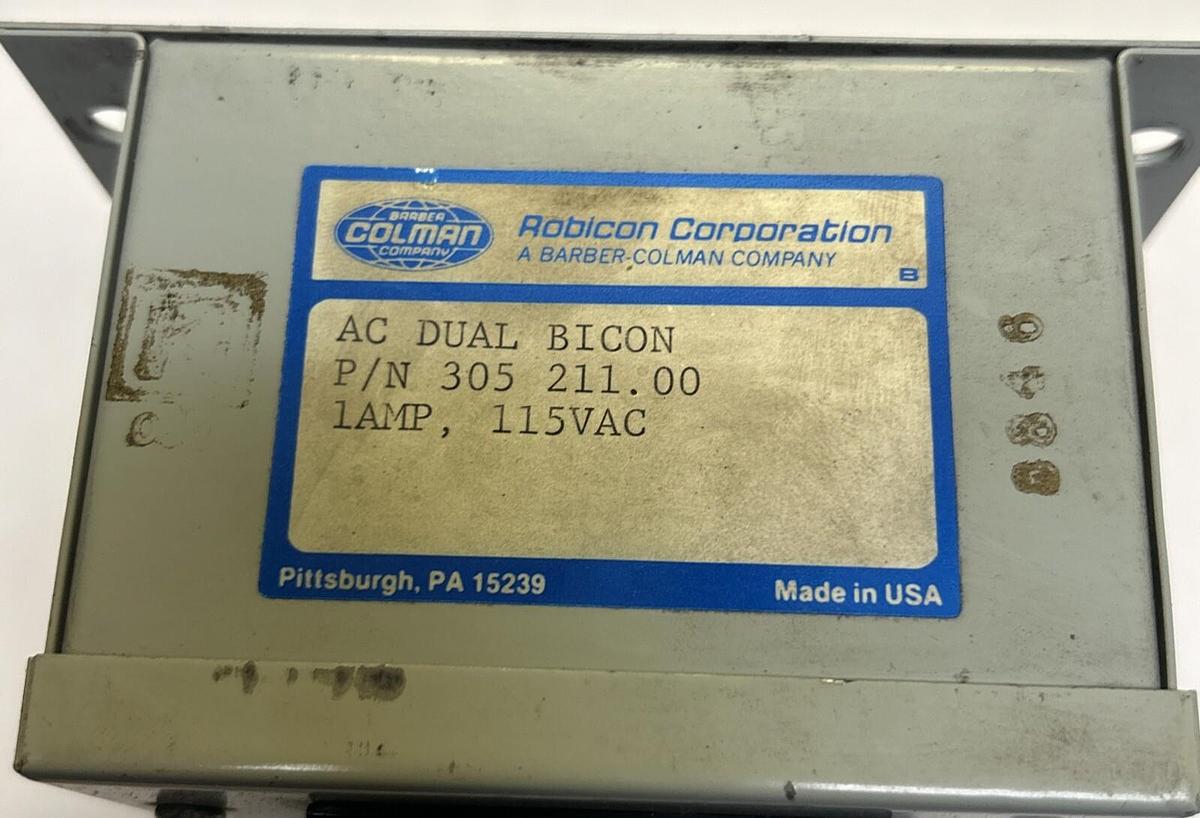 BARBER
COLMAN
COMPANY
Robicon Corporation
A BARBER-COLMAN COMPANY
B
AC DUAL BICON
P/N 305 211.00
1AMP, 115VAC
Pittsburgh, PA 15239
Made in USA